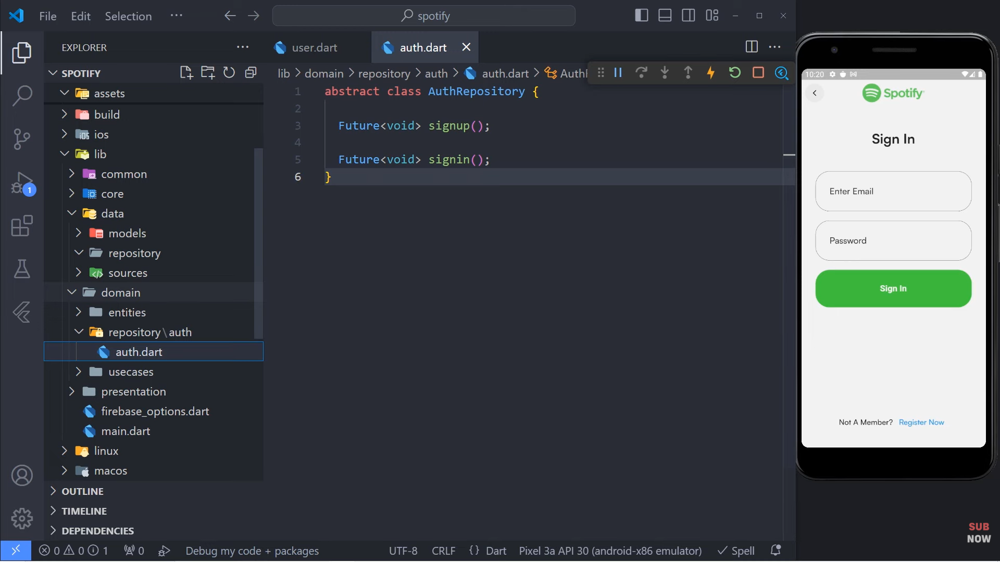 File Edit Selection ···
spotify
EXPLORER
user.dart
auth.dart
SPOTIFY
lib > domain > repository > auth > auth.dart > AuthR
assets
build
ios
lib
common
core
data
models
repository
sources
domain
entities
repository\auth
auth.dart
usecases
presentation
firebase_options.dart
main.dart
linux
macos
OUTLINE
TIMELINE
DEPENDENCIES
1
1 abstract class AuthRepository {
2
3 Future<void> signup();
4
5 Future<void> signin();
6 }
0 0 1 0 Debug my code + packages UTF-8 CRLF {} Dart Pixel 3a API 30 (android-x86 emulator) Spell
10:20
Spotify
Sign In
Enter Email
Password
Sign In
Not A Member? Register Now
SUB
NOW